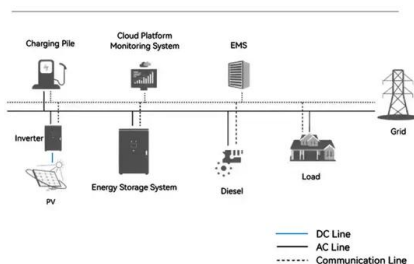 Charging Pile
Cloud Platform
Monitoring System
EMS
Grid
Inverter
PV
Energy Storage System
Diesel
Load
DC Line
AC Line
Communication Line